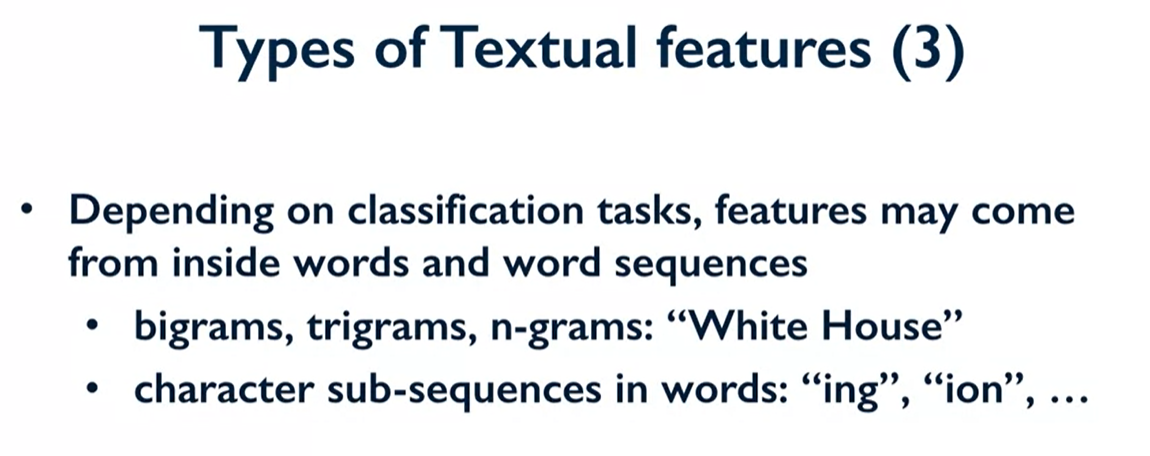 Types of Textual features (3)
• Depending on classification tasks, features may come
from inside words and word sequences
• bigrams, trigrams, n-grams: “White House”
• character sub-sequences in words: “ing”, “ion”, …